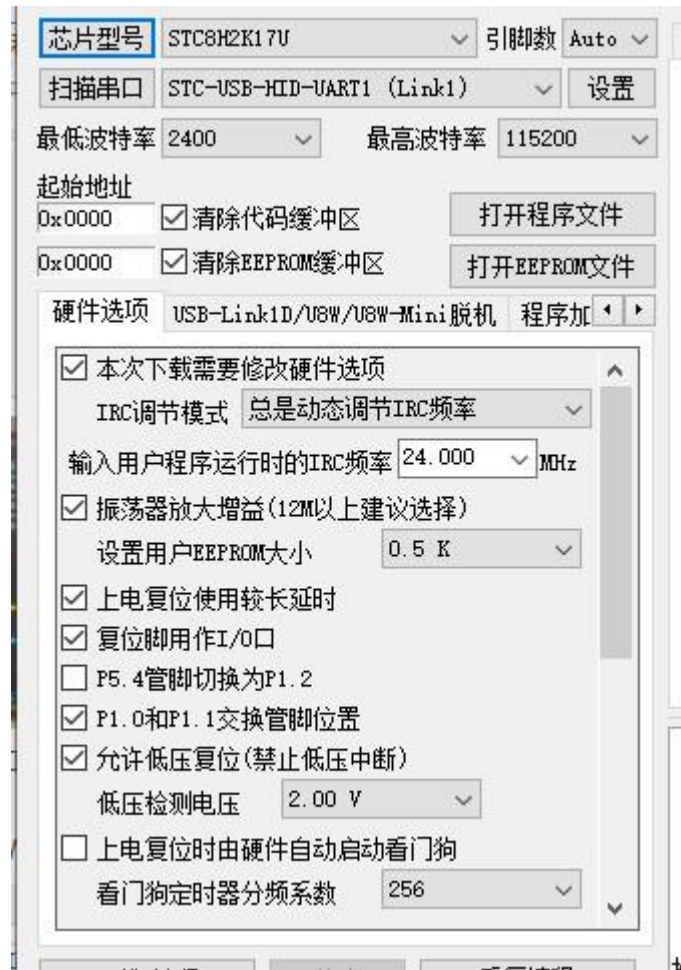 芯片型号 STC8H2K17U 引脚数 Auto
扫描串口 STC-USB-HID-UART1 (Link1) 设置
最低波特率 2400 最高波特率 115200
起始地址
0x0000 清除代码缓冲区 打开程序文件
0x0000 清除EEPROM缓冲区 打开EEPROM文件
硬件选项 USB-Link1D/U8W/U8W-Mini脱机 程序加
本次下载需要修改硬件选项
IRC调节模式 总是动态调节IRC频率
输入用户程序运行时的IRC频率 24.000 MHz
振荡器放大增益(12M以上建议选择)
设置用户EEPROM大小 0.5 K
上电复位使用较长延时
复位脚用作I/O口
P5.4管脚切换为P1.2
P1.0和P1.1交换管脚位置
允许低压复位(禁止低压中断)
低压检测电压 2.00 V
上电复位时由硬件自动启动看门狗
看门狗定时器分频系数 256